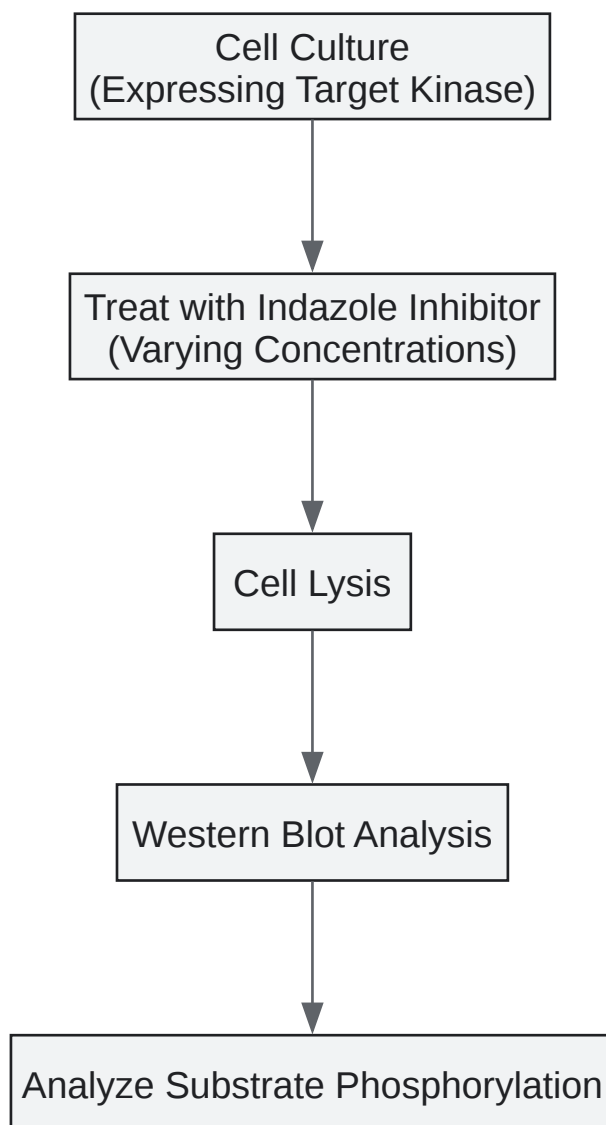 Cell Culture
(Expressing Target Kinase)
Treat with Indazole Inhibitor
(Varying Concentrations)
Cell Lysis
Western Blot Analysis
Analyze Substrate Phosphorylation